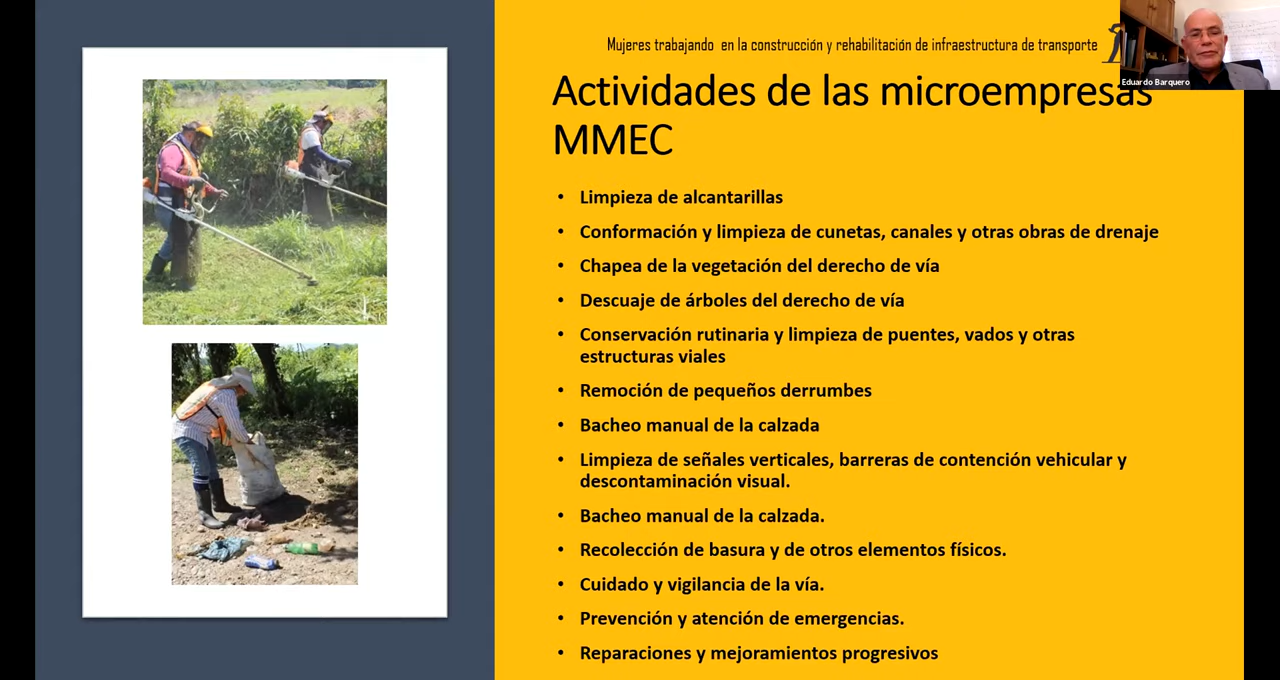 Mujeres trabajando en la construcción y rehabilitación de infraestructura de transporte
Eduardo Barquero
Actividades de las microempresas
MMEC
• Limpieza de alcantarillas
• Conformación y limpieza de cunetas, canales y otras obras de drenaje
• Chapea de la vegetación del derecho de vía
• Descuaje de árboles del derecho de vía
• Conservación rutinaria y limpieza de puentes, vados y otras
estructuras viales
• Remoción de pequeños derrumbes
• Bacheo manual de la calzada
• Limpieza de señales verticales, barreras de contención vehicular y
descontaminación visual.
• Bacheo manual de la calzada.
• Recolección de basura y de otros elementos físicos.
• Cuidado y vigilancia de la vía.
• Prevención y atención de emergencias.
• Reparaciones y mejoramientos progresivos